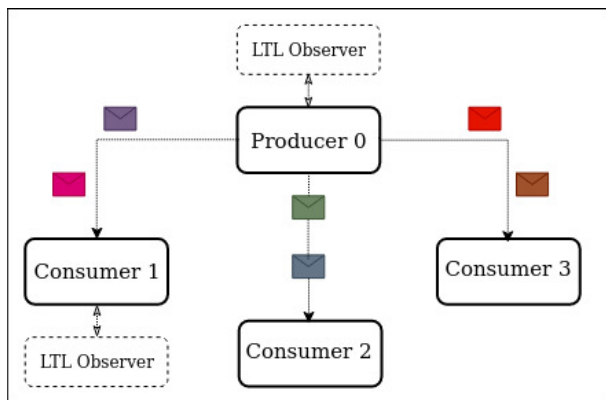 LTL Observer
Producer 0
Consumer 1
Consumer 3
Consumer 2
LTL Observer